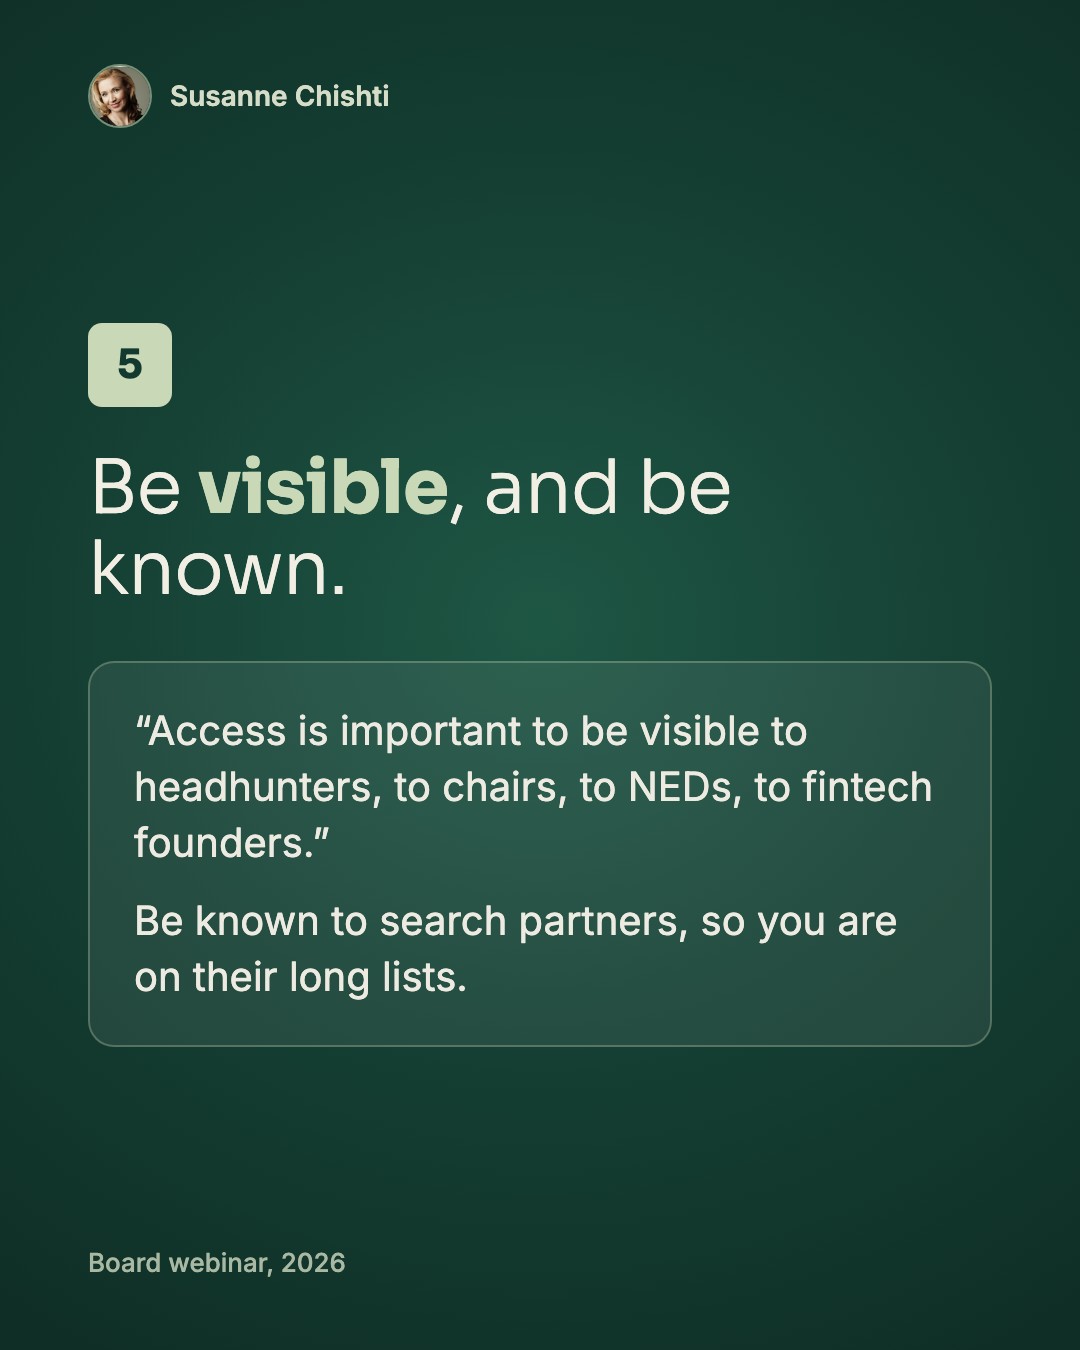 Susanne Chishti
5
Be visible, and be
known.
“Access is important to be visible to
headhunters, to chairs, to NEDs, to fintech
founders.”
Be known to search partners, so you are
on their long lists.
Board webinar, 2026